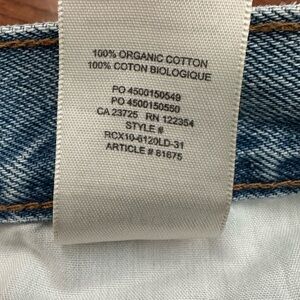 100% ORGANIC COTTON
100% COTON BIOLOGIQUE
PO 4500150549
PO 4500150550
CA 23725 RN 122354
STYLE #
RCX10-6120LD-31
ARTICLE # 81675